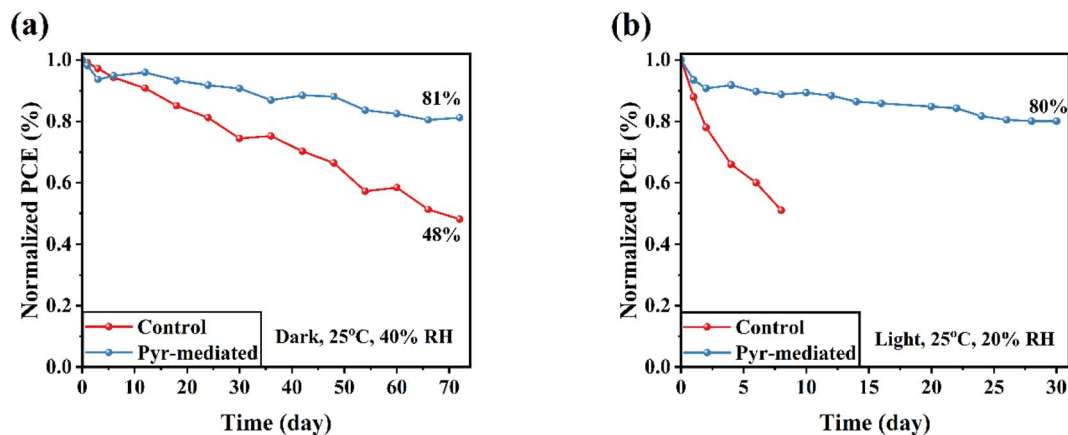 (a)
1.0
0.8
0.6
0.4
0.2
0.0
Normalized PCE (%)
81%
48%
Control
Pyr-mediated
Dark, 25°C, 40% RH
0 10 20 30 40 50 60 70
Time (day)
(b)
1.0
0.8
0.6
0.4
0.2
0.0
Normalized PCE (%)
80%
Control
Pyr-mediated
Light, 25°C, 20% RH
0 5 10 15 20 25 30
Time (day)